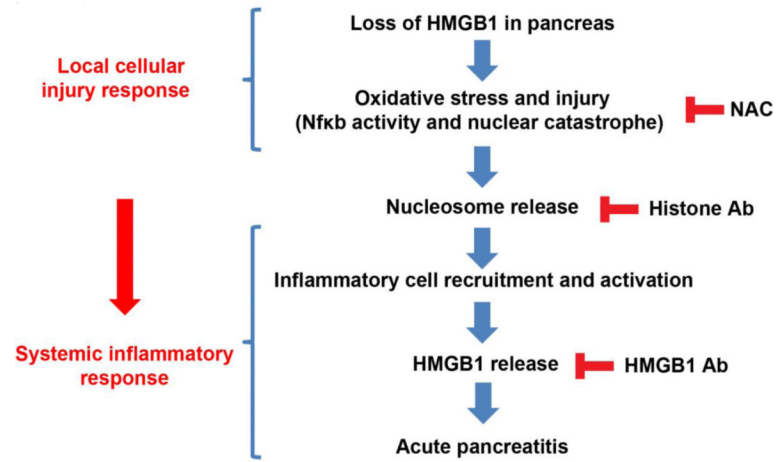 Loss of HMGB1 in pancreas
Local cellular
injury response
Oxidative stress and injury
(Nfκb activity and nuclear catastrophe)
NAC
Nucleosome release
Histone Ab
Inflammatory cell recruitment and activation
Systemic inflammatory
response
HMGB1 release
HMGB1 Ab
Acute pancreatitis